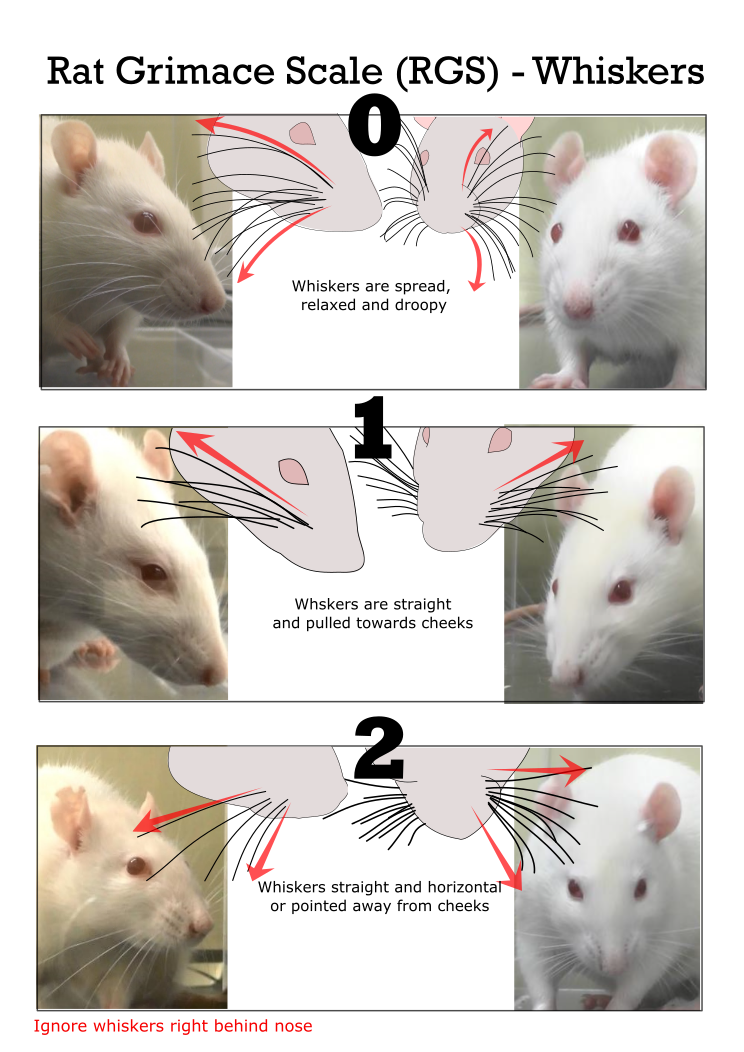 Rat Grimace Scale (RGS) - Whiskers
0
Whiskers are spread,
relaxed and droopy
1
Whskers are straight
and pulled towards cheeks
2
Whiskers straight and horizontal
or pointed away from cheeks
Ignore whiskers right behind nose